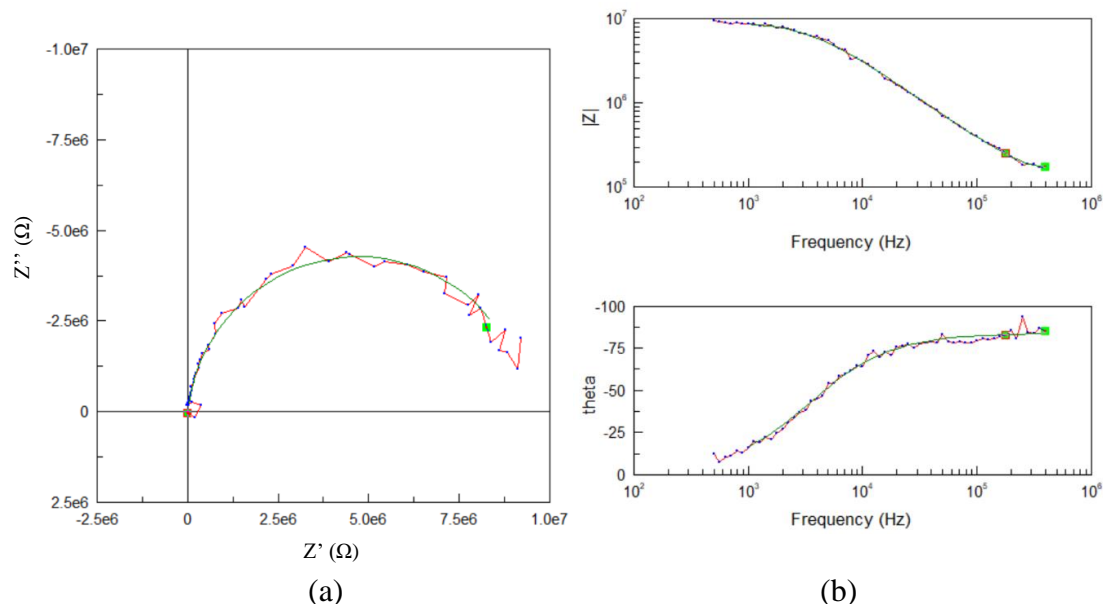 -1.0e7
-7.5e6
-5.0e6
-2.5e6
0
2.5e6
Z’’ (Ω)
-2.5e6 0 2.5e6 5.0e6 7.5e6 1.0e7
Z’ (Ω)
(a)
10⁷
10⁶
10⁵
|Z|
10² 10³ 10⁴ 10⁵ 10⁶
Frequency (Hz)
-100
-75
-50
-25
0
theta
10² 10³ 10⁴ 10⁵ 10⁶
Frequency (Hz)
(b)